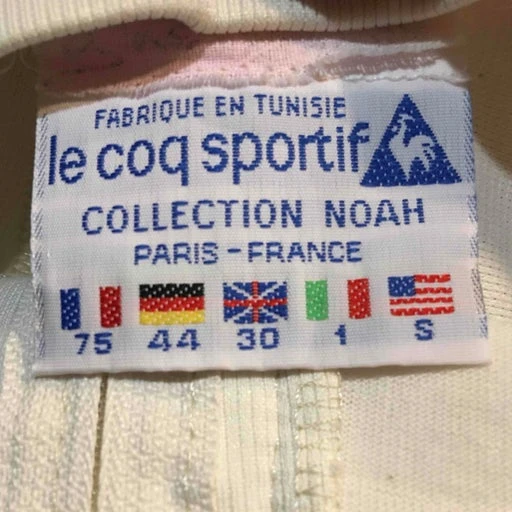 FABRIQUE EN TUNISIE
le coq sportif
COLLECTION NOAH
PARIS - FRANCE
75 44 30 1 S